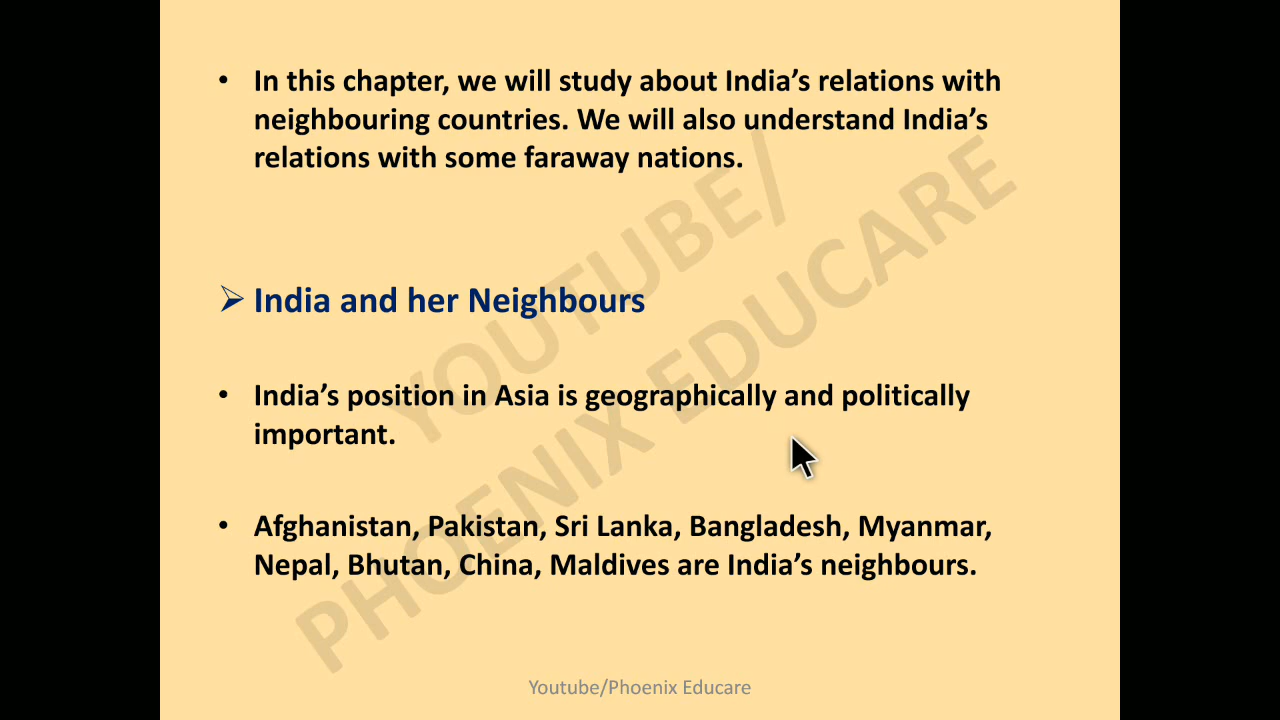 • In this chapter, we will study about India’s relations with
neighbouring countries. We will also understand India’s
relations with some faraway nations.
➢ India and her Neighbours
• India’s position in Asia is geographically and politically
important.
• Afghanistan, Pakistan, Sri Lanka, Bangladesh, Myanmar,
Nepal, Bhutan, China, Maldives are India’s neighbours.
YOUTUBE/
PHOENIX EDUCARE
Youtube/Phoenix Educare